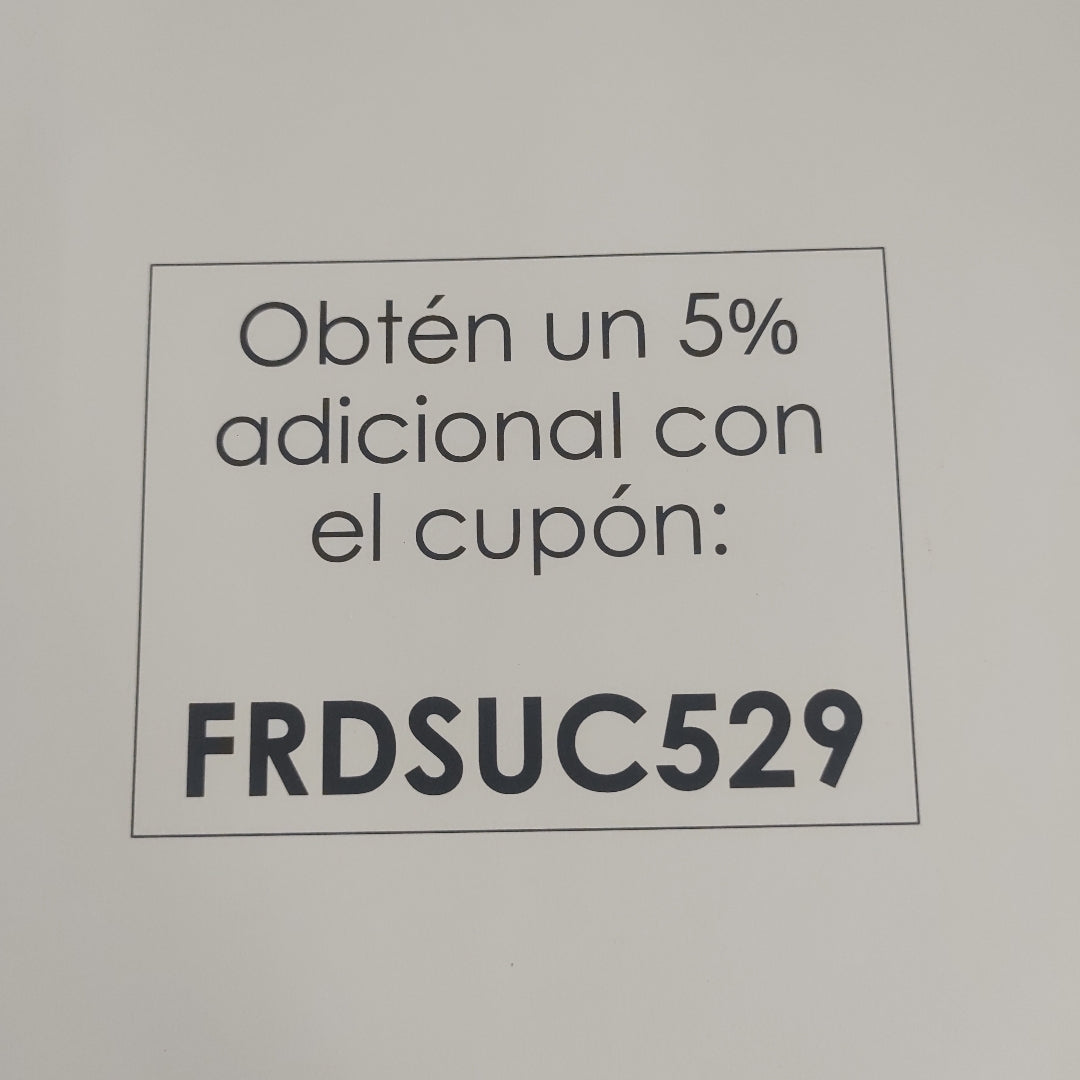 Obtén un 5%
adicional con
el cupón:
FRDSUC529